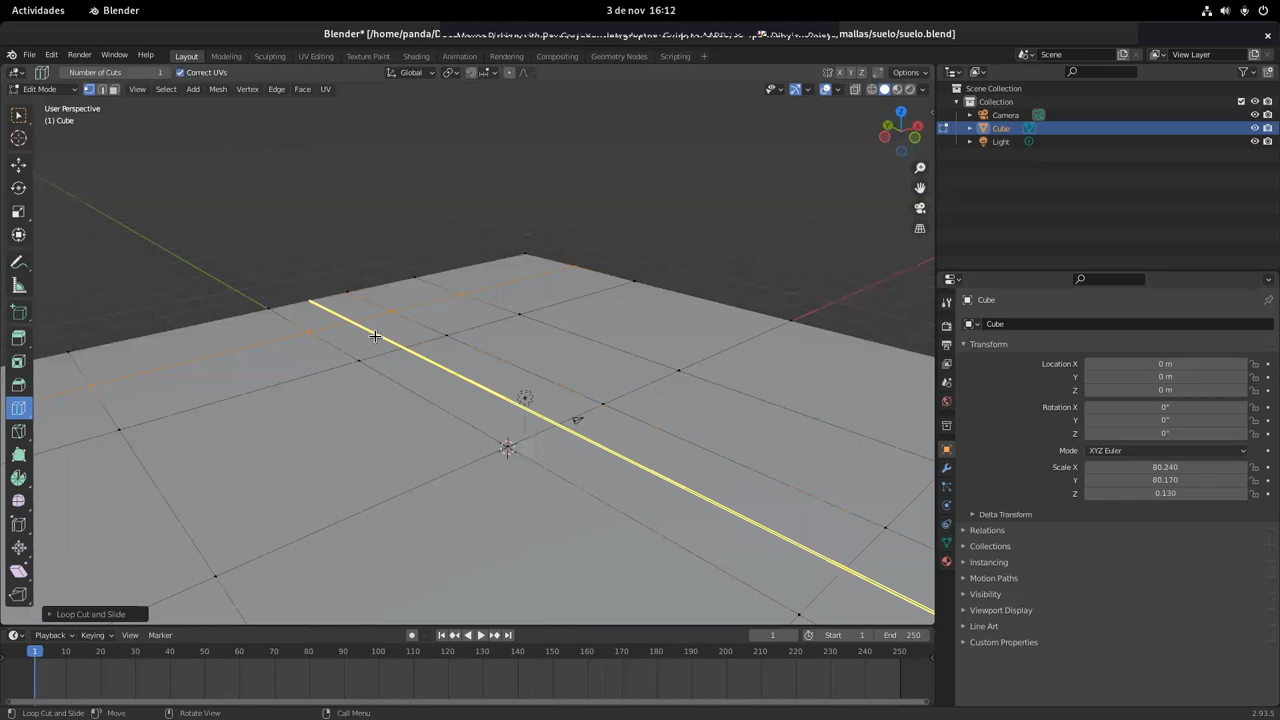 Actividades Blender 3 de nov 16:12
Blender* [/home/panda/D mallas/suelo/suelo.blend]
File Edit Render Window Help Layout Modeling Sculpting UV Editing Texture Paint Shading Animation Rendering Compositing Geometry Nodes Scripting Scene View Layer
Number of Cuts 1 Correct UVs Global X Y Z Options
Edit Mode View Select Add Mesh Vertex Edge Face UV
User Perspective
(1) Cube
Z
Y
X
Scene Collection
Collection
Camera
Cube
Light
Cube
Cube
Transform
Location X 0 m
Y 0 m
Z 0 m
Rotation X 0°
Y 0°
Z 0°
Mode XYZ Euler
Scale X 80.240
Y 80.170
Z 0.130
Delta Transform
Relations
Collections
Instancing
Motion Paths
Visibility
Viewport Display
Line Art
Custom Properties
Loop Cut and Slide
Playback Keying View Marker 1 Start 1 End 250
1 10 20 30 40 50 60 70 80 90 100 110 120 130 140 150 160 170 180 190 200 210 220 230 240 250
Loop Cut and Slide Move Rotate View Call Menu 2.93.5